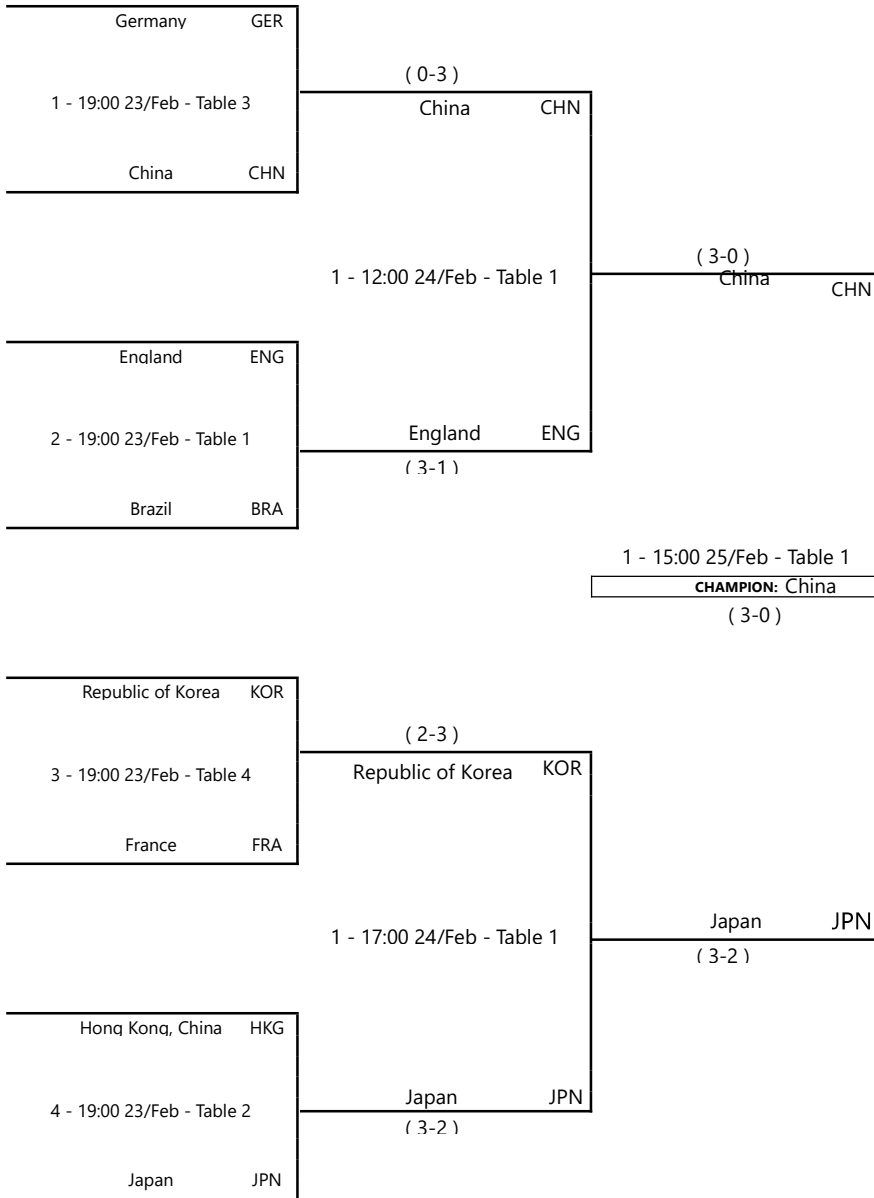 Germany GER
( 0-3 )
1 - 19:00 23/Feb - Table 3
China CHN
China CHN
( 3-0 )
1 - 12:00 24/Feb - Table 1
China CHN
England ENG
2 - 19:00 23/Feb - Table 1
England ENG
( 3-1 )
Brazil BRA
1 - 15:00 25/Feb - Table 1
CHAMPION: China
( 3-0 )
Republic of Korea KOR
( 2-3 )
3 - 19:00 23/Feb - Table 4
Republic of Korea KOR
France FRA
1 - 17:00 24/Feb - Table 1
Japan JPN
( 3-2 )
Hong Kong, China HKG
4 - 19:00 23/Feb - Table 2
Japan JPN
( 3-2 )
Japan JPN